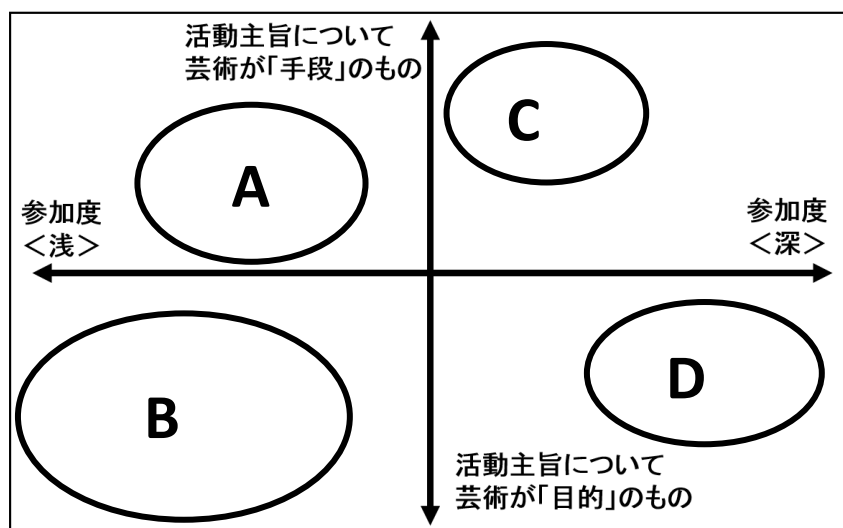 活動主旨について
芸術が「手段」のもの
C
A
参加度
<浅>
参加度
<深>
B
D
活動主旨について
芸術が「目的」のもの